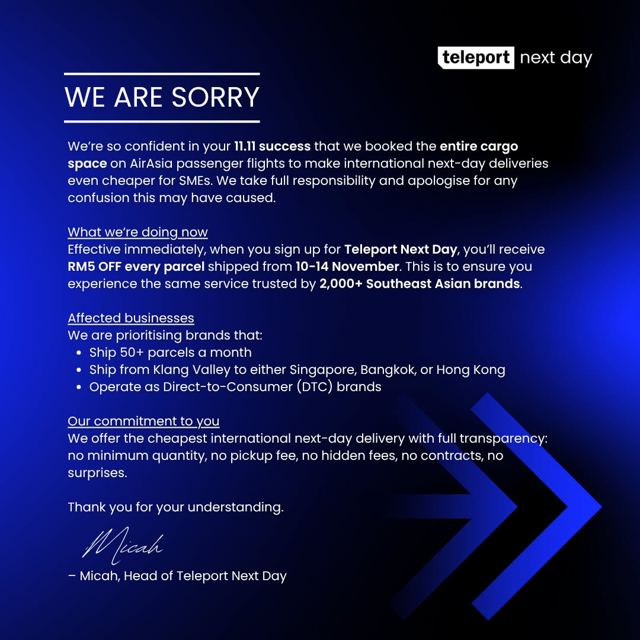 teleport next day
WE ARE SORRY
We're so confident in your 11.11 success that we booked the entire cargo
space on AirAsia passenger flights to make international next-day deliveries
even cheaper for SMEs. We take full responsibility and apologise for any
confusion this may have caused.
What we're doing now
Effective immediately, when you sign up for Teleport Next Day, you'll receive
RM5 OFF every parcel shipped from 10-14 November. This is to ensure you
experience the same service trusted by 2,000+ Southeast Asian brands.
Affected businesses
We are prioritising brands that:
• Ship 50+ parcels a month
• Ship from Klang Valley to either Singapore, Bangkok, or Hong Kong
• Operate as Direct-to-Consumer (DTC) brands
Our commitment to you
We offer the cheapest international next-day delivery with full transparency:
no minimum quantity, no pickup fee, no hidden fees, no contracts, no
surprises.
Thank you for your understanding.
Micah
– Micah, Head of Teleport Next Day